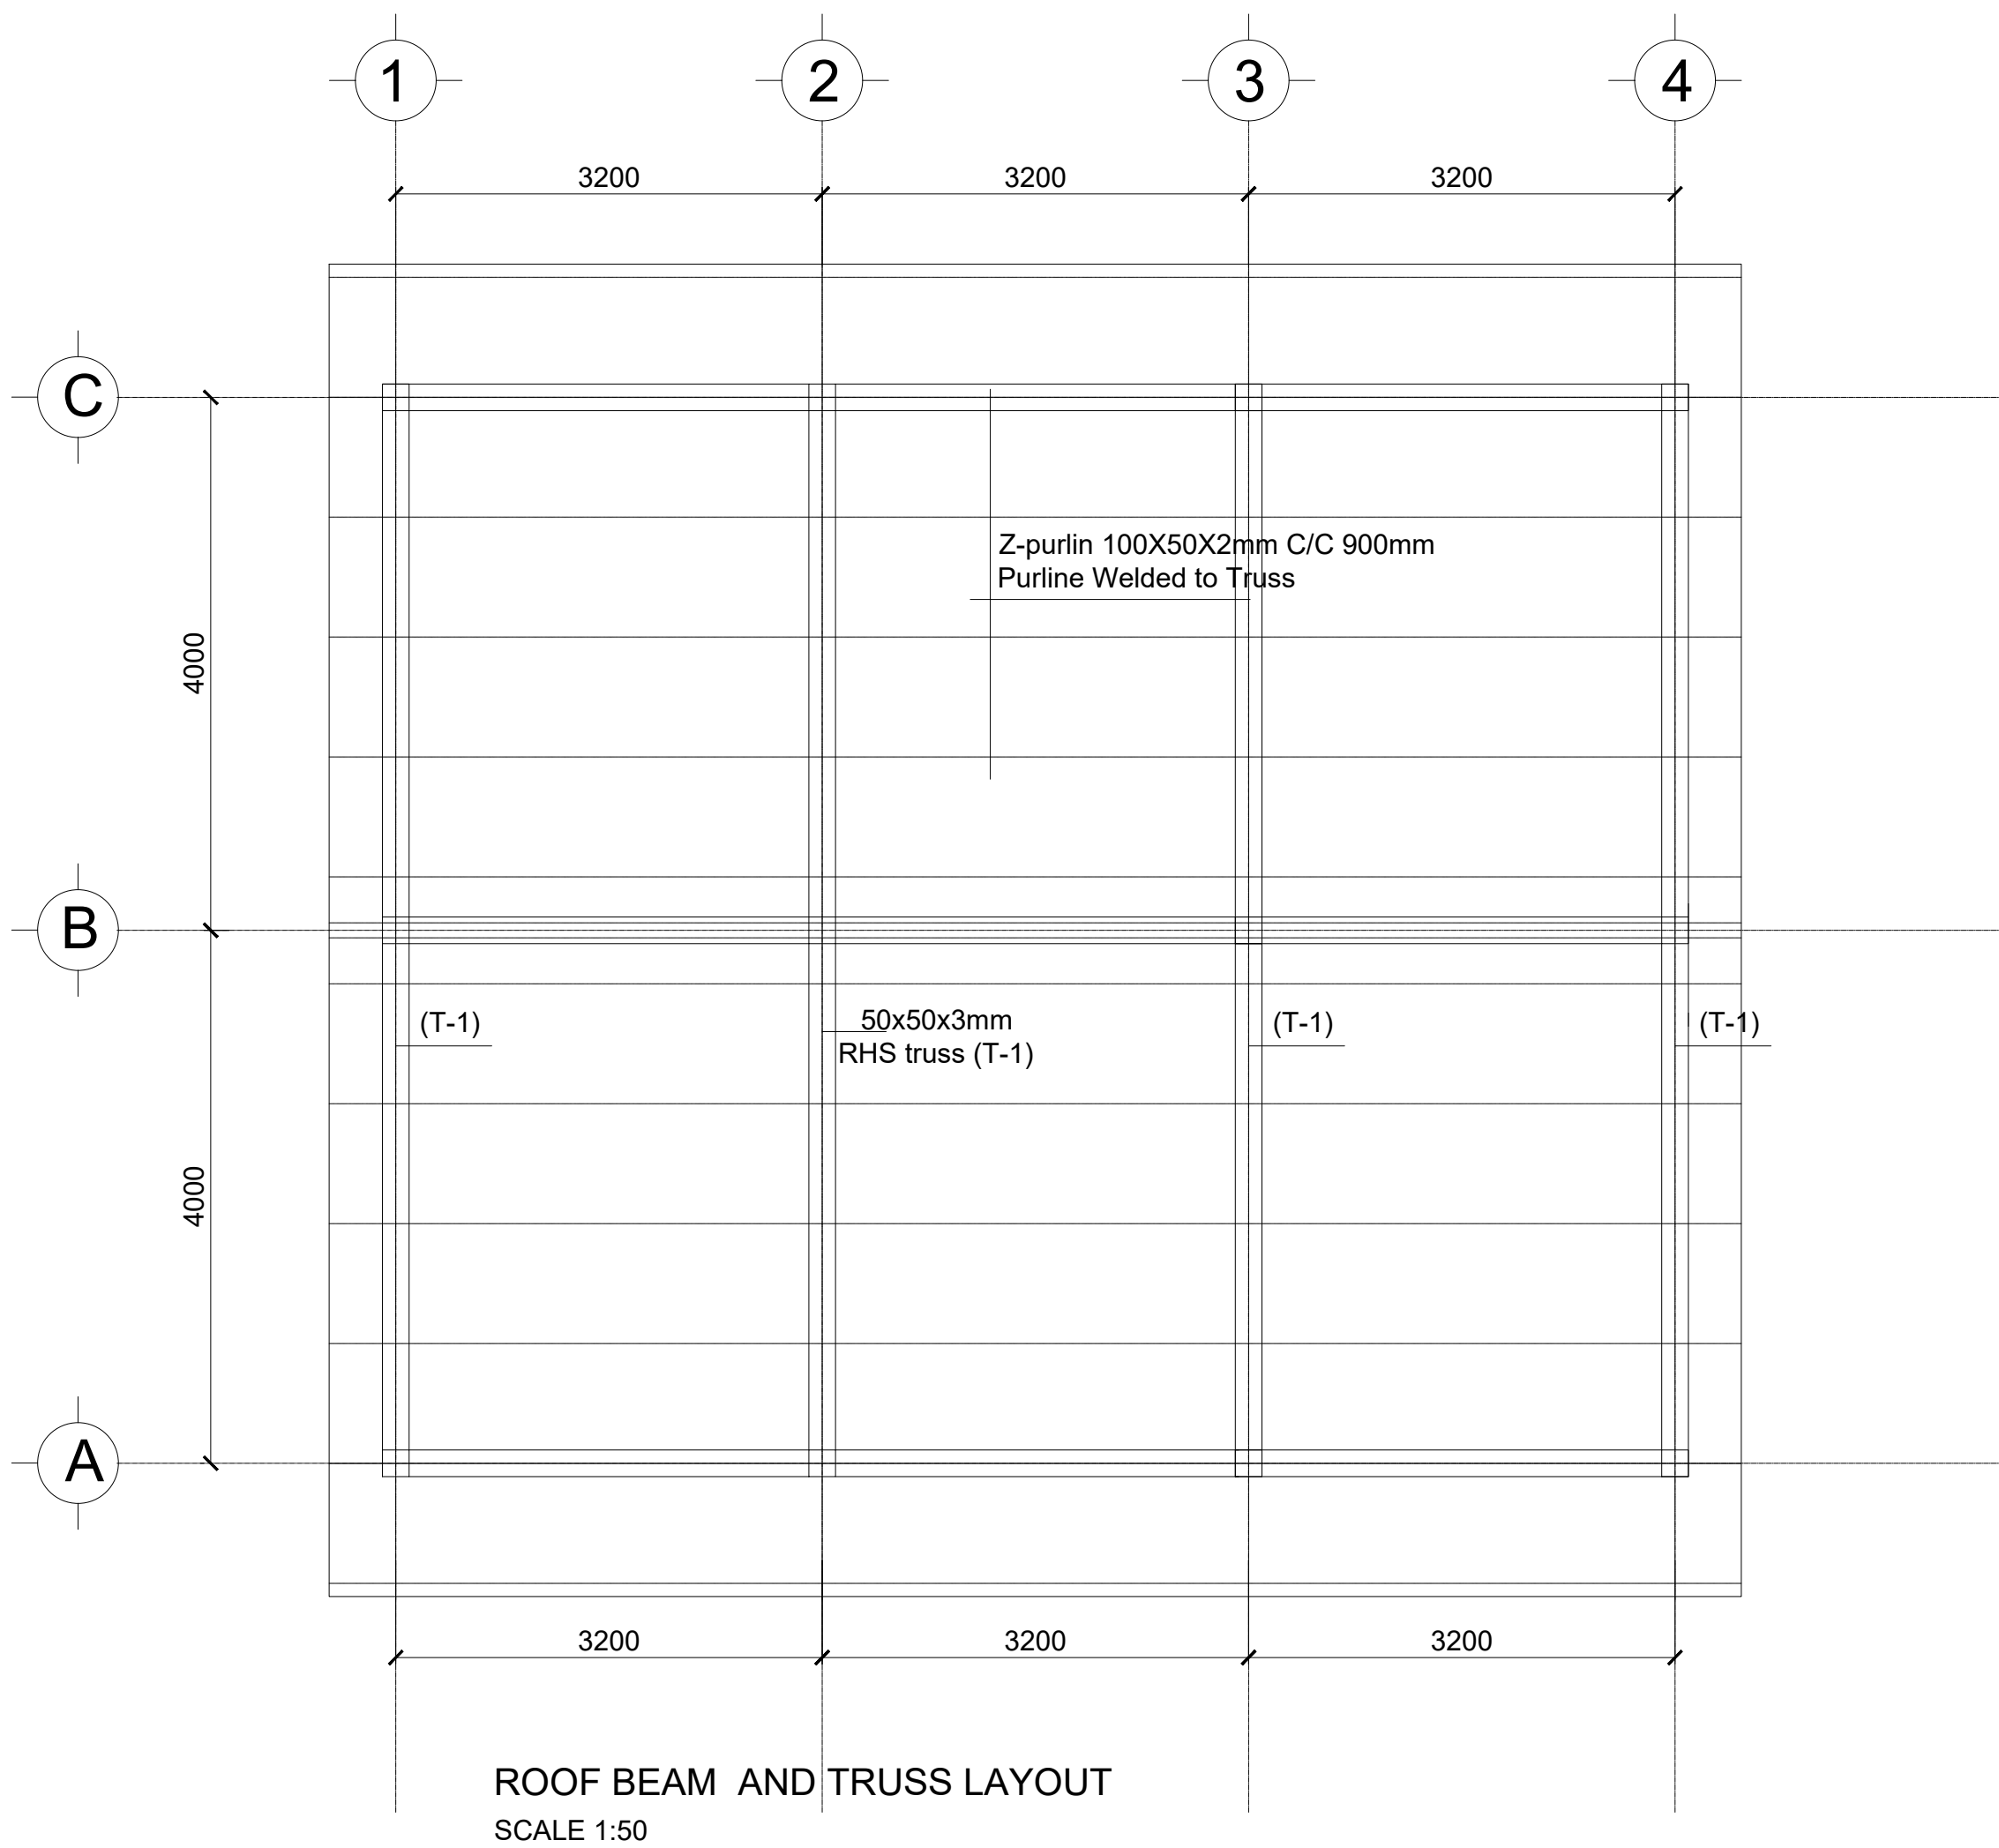 1 2 3 4
3200 3200 3200
C
Z-purlin 100X50X2mm C/C 900mm
Purline Welded to Truss
4000
B
(T-1) 50x50x3mm (T-1) (T-1)
RHS truss (T-1)
4000
A
3200 3200 3200
ROOF BEAM AND TRUSS LAYOUT
SCALE 1:50